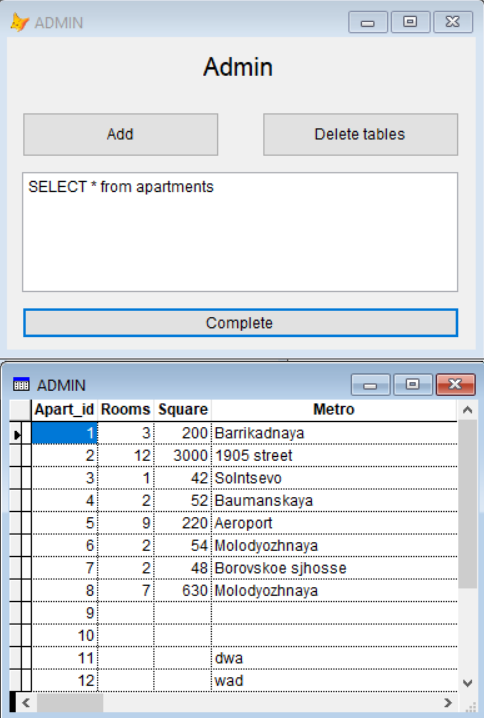 ADMIN
Admin
Add Delete tables
SELECT * from apartments
Complete
ADMIN
Apart_id Rooms Square Metro
1 3 200 Barrikadnaya
2 12 3000 1905 street
3 1 42 Solntsevo
4 2 52 Baumanskaya
5 9 220 Aeroport
6 2 54 Molodyozhnaya
7 2 48 Borovskoe sjhosse
8 7 630 Molodyozhnaya
9
10
11 dwa
12 wad